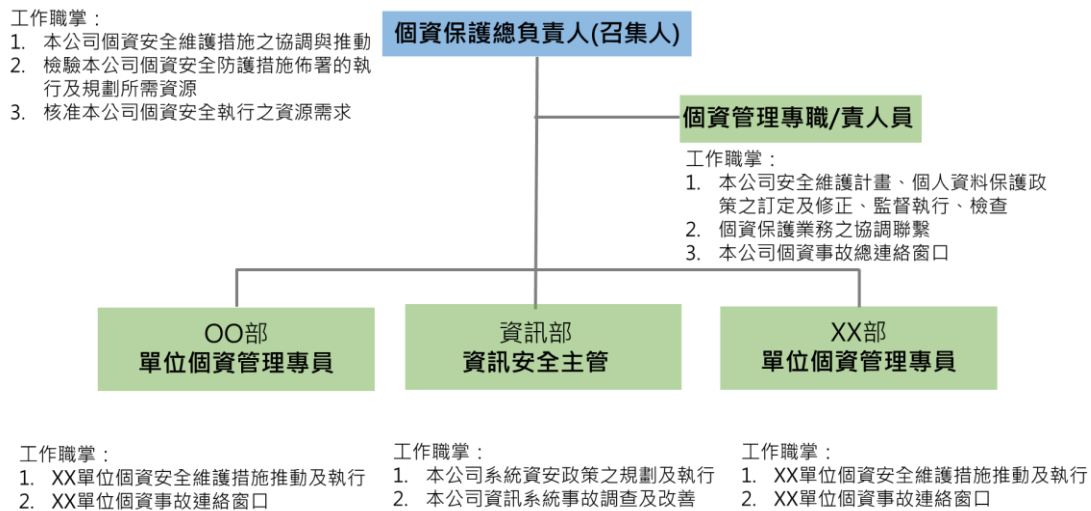 工作職掌：
1. 本公司個資安全維護措施之協調與推動
2. 檢驗本公司個資安全防護措施佈署的執
行及規劃所需資源
3. 核准本公司個資安全執行之資源需求
個資保護總負責人(召集人)
個資管理專職/責人員
工作職掌：
1. 本公司安全維護計畫、個人資料保護政
策之訂定及修正、監督執行、檢查
2. 個資保護業務之協調聯繫
3. 本公司個資事故總連絡窗口
OO部
單位個資管理專員
資訊部
資訊安全主管
XX部
單位個資管理專員
工作職掌：
1. XX單位個資安全維護措施推動及執行
2. XX單位個資事故連絡窗口
工作職掌：
1. 本公司系統資安政策之規劃及執行
2. 本公司資訊系統事故調查及改善
工作職掌：
1. XX單位個資安全維護措施推動及執行
2. XX單位個資事故連絡窗口